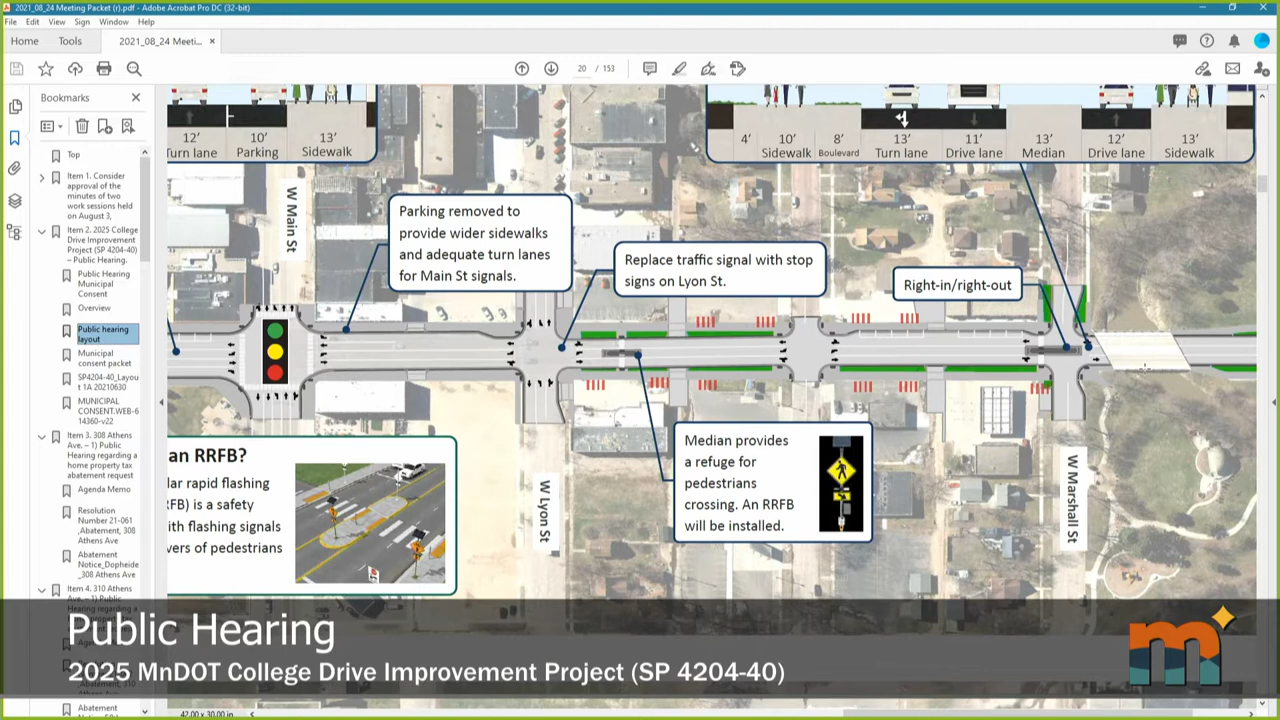 2021_08_24 Meeting Packet (r).pdf - Adobe Acrobat Pro DC (32-bit)
File Edit View Sign Window Help
Home Tools 2021_08_24 Meeti... ×
20 / 153
Bookmarks
Top
Item 1. Consider
approval of the
minutes of two
work sessions held
on August 3,
Item 2. 2025 College
Drive Improvement
Project (SP 4204-40)
– Public Hearing.
Public Hearing
Municipal
Consent
Overview
Public hearing
layout
Municipal
consent packet
SP4204-40_Layou
t 1A 20210630
MUNICIPAL
CONSENT.WEB-6
14360-v22
Item 3. 308 Athens
Ave. – 1) Public
Hearing regarding a
home property tax
abatement request
Agenda Memo
Resolution
Number 21-061
,Abatement, 308
Athens Ave
Abatement
Notice_Dopheide
_308 Athens Ave
Item 4. 310 Athens
Ave. – 1) Public
Hearing regarding a
Abatement
12’ 10’ 13’
Turn lane Parking Sidewalk
4’ 10’ 8’ 13’ 11’ 13’ 12’ 13’
Sidewalk Boulevard Turn lane Drive lane Median Drive lane Sidewalk
W Main St
Parking removed to
provide wider sidewalks
and adequate turn lanes
for Main St signals.
Replace traffic signal with stop
signs on Lyon St.
Right-in/right-out
an RRFB?
lar rapid flashing
RFB) is a safety
ith flashing signals
vers of pedestrians
W Lyon St
Median provides
a refuge for
pedestrians
crossing. An RRFB
will be installed.
W Marshall St
Public Hearing
2025 MnDOT College Drive Improvement Project (SP 4204-40)
m
42.00 x 30.00 in